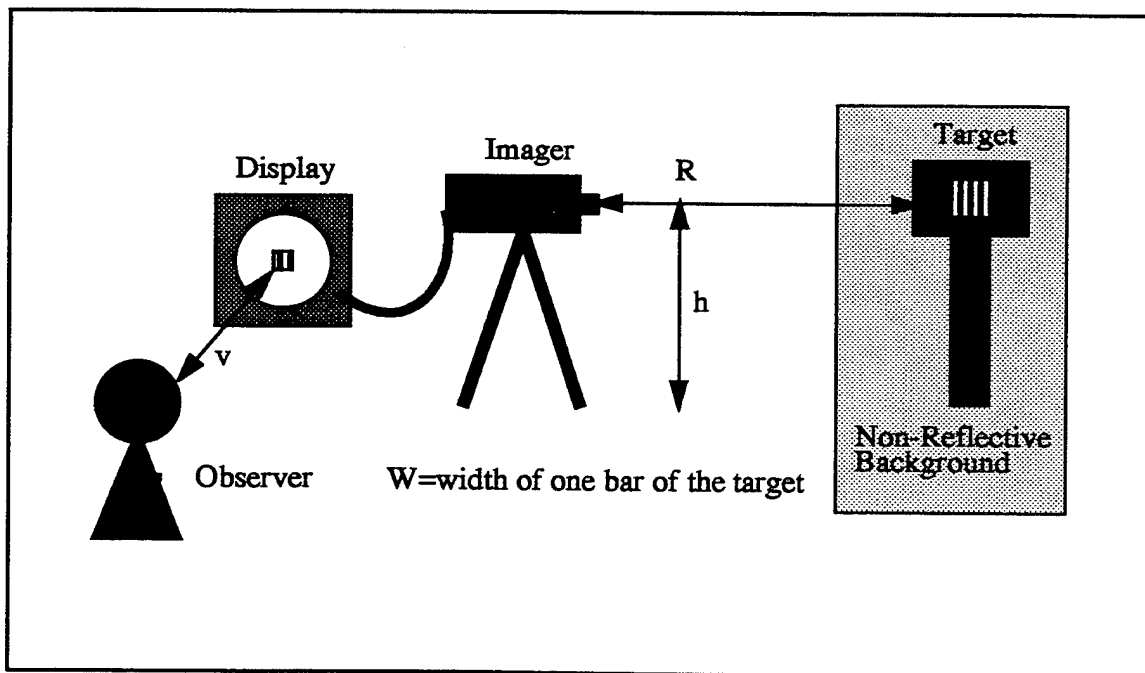 Display
Imager
R
Target
h
v
Observer
W=width of one bar of the target
Non-Reflective
Background